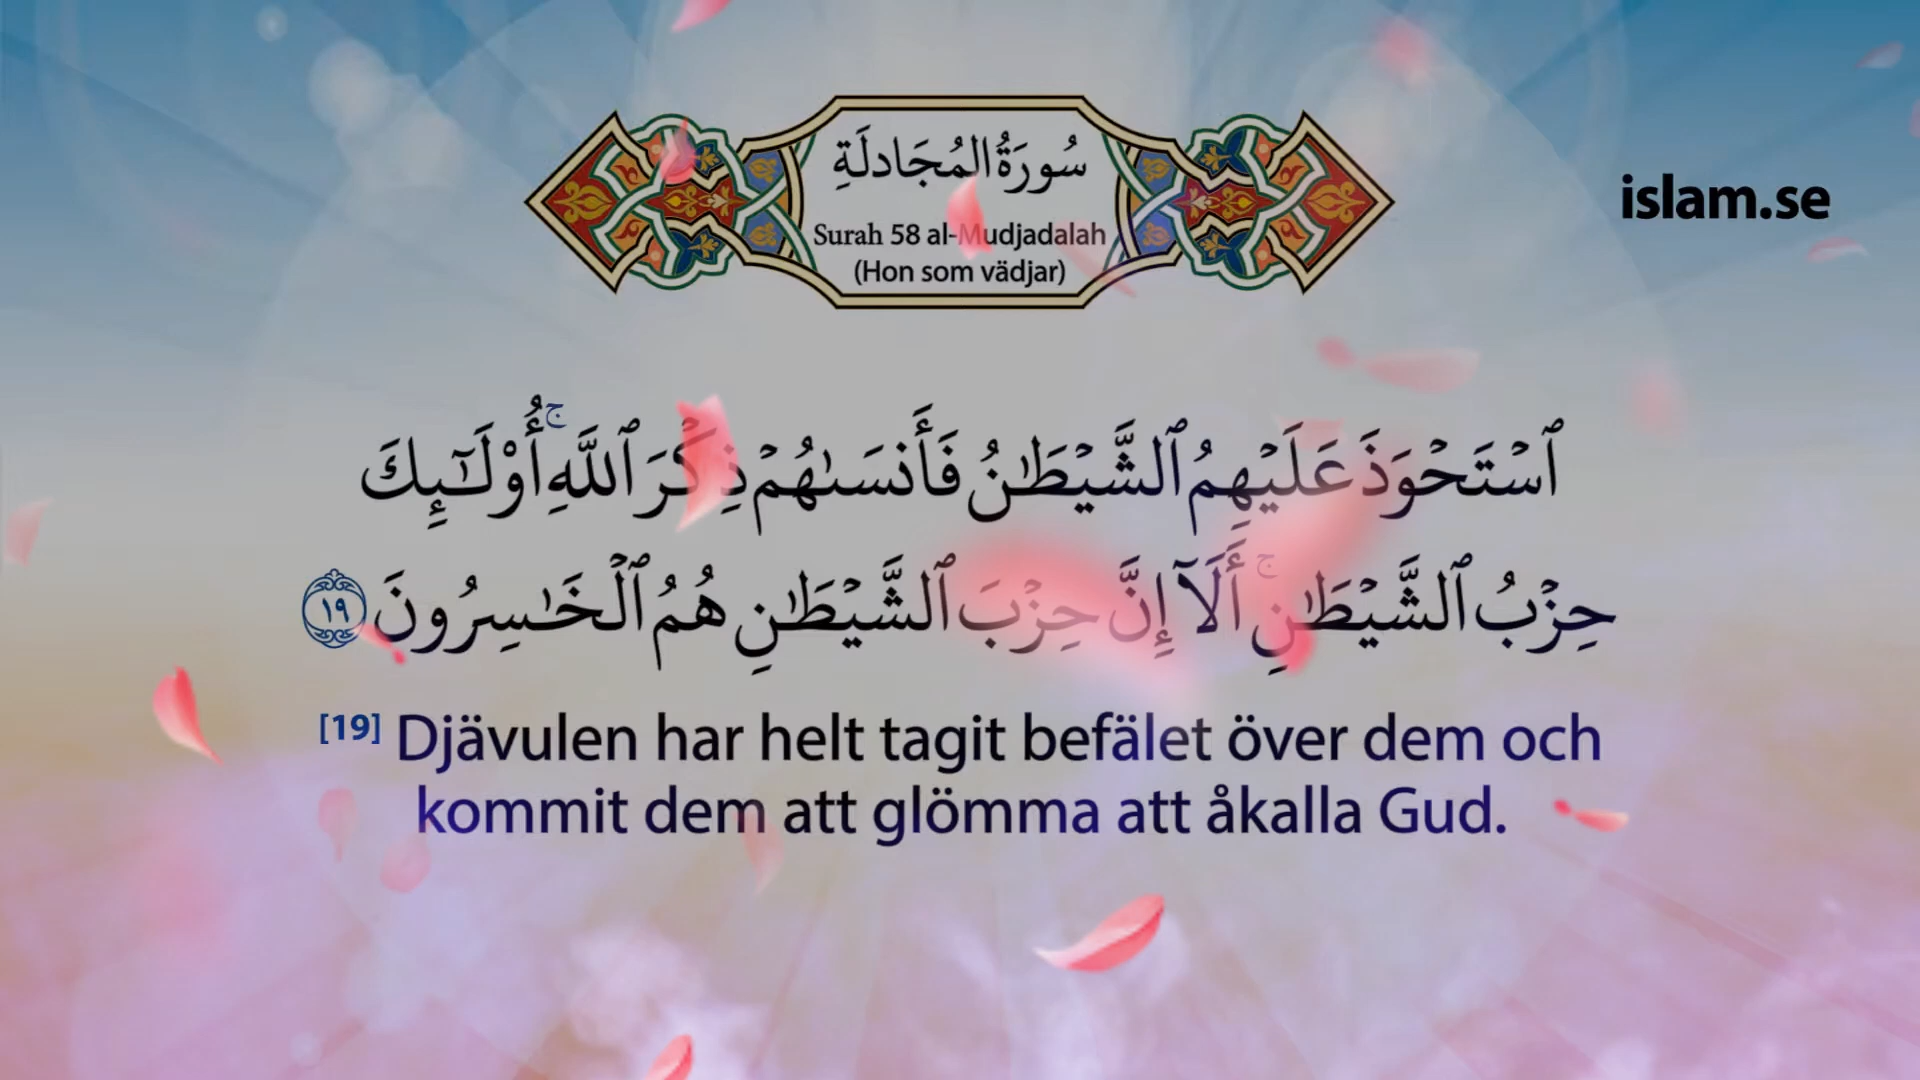 سُورَةُ المُجَادلَةِ
Surah 58 al-Mudjadalah
(Hon som vädjar)
islam.se
ٱسْتَحْوَذَ عَلَيْهِمُ ٱلشَّيْطَٰنُ فَأَنسَىٰهُمْ ذِكْرَ ٱللَّهِ ۚ أُو۟لَٰٓئِكَ
حِزْبُ ٱلشَّيْطَٰنِ ۚ أَلَآ إِنَّ حِزْبَ ٱلشَّيْطَٰنِ هُمُ ٱلْخَٰسِرُونَ ١٩
[19] Djävulen har helt tagit befälet över dem och
kommit dem att glömma att åkalla Gud.